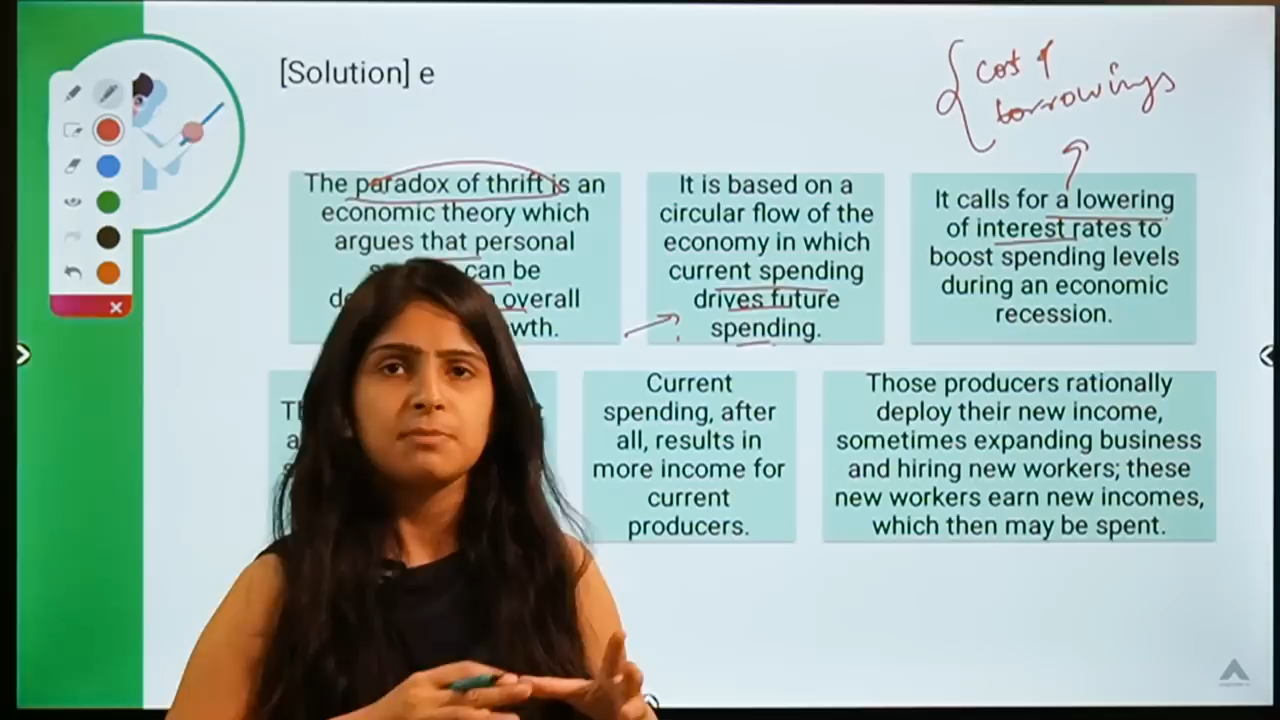 [Solution] e
cost of
borrowings
The paradox of thrift is an
economic theory which
argues that personal
can be
overall
It is based on a
circular flow of the
economy in which
current spending
drives future
spending.
It calls for a lowering
of interest rates to
boost spending levels
during an economic
recession.
Current
spending, after
all, results in
more income for
current
producers.
Those producers rationally
deploy their new income,
sometimes expanding business
and hiring new workers; these
new workers earn new incomes,
which then may be spent.